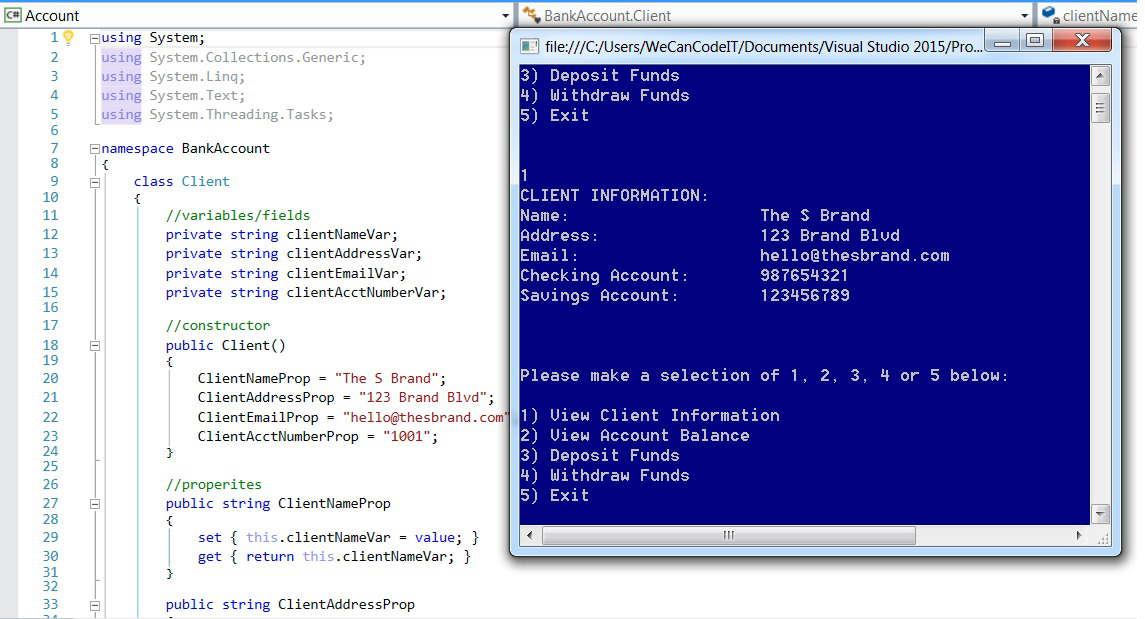 C# Account
BankAccount.Client
clientName
1 using System;
2 using System.Collections.Generic;
3 using System.Linq;
4 using System.Text;
5 using System.Threading.Tasks;
6
7 namespace BankAccount
8 {
9 class Client
10 {
11 //variables/fields
12 private string clientNameVar;
13 private string clientAddressVar;
14 private string clientEmailVar;
15 private string clientAcctNumberVar;
16
17 //constructor
18 public Client()
19 {
20 ClientNameProp = "The S Brand";
21 ClientAddressProp = "123 Brand Blvd";
22 ClientEmailProp = "hello@thesbrand.com"
23 ClientAcctNumberProp = "1001";
24 }
25
26 //properites
27 public string ClientNameProp
28 {
29 set { this.clientNameVar = value; }
30 get { return this.clientNameVar; }
31 }
32
33 public string ClientAddressProp
file:///C:/Users/WeCanCodeIT/Documents/Visual Studio 2015/Pro...
3) Deposit Funds
4) Withdraw Funds
5) Exit
1
CLIENT INFORMATION:
Name: The S Brand
Address: 123 Brand Blvd
Email: hello@thesbrand.com
Checking Account: 987654321
Savings Account: 123456789
Please make a selection of 1, 2, 3, 4 or 5 below:
1) View Client Information
2) View Account Balance
3) Deposit Funds
4) Withdraw Funds
5) Exit